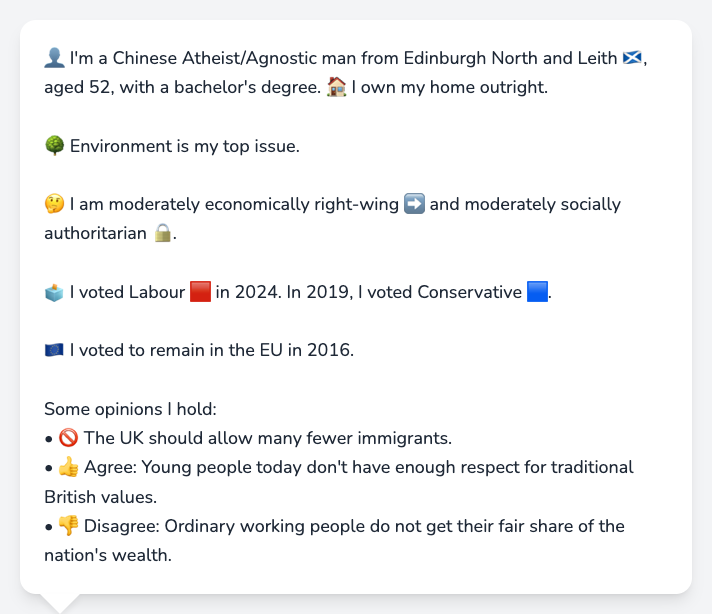 👤 I'm a Chinese Atheist/Agnostic man from Edinburgh North and Leith 🏴󠁧󠁢󠁳󠁣󠁴󠁿,
aged 52, with a bachelor's degree. 🏠 I own my home outright.
🌳 Environment is my top issue.
🤔 I am moderately economically right-wing ➡️ and moderately socially
authoritarian 🔒.
🗳️ I voted Labour 🟥 in 2024. In 2019, I voted Conservative 🟦.
🇪🇺 I voted to remain in the EU in 2016.
Some opinions I hold:
• 🚫 The UK should allow many fewer immigrants.
• 👍 Agree: Young people today don't have enough respect for traditional
British values.
• 👎 Disagree: Ordinary working people do not get their fair share of the
nation's wealth.